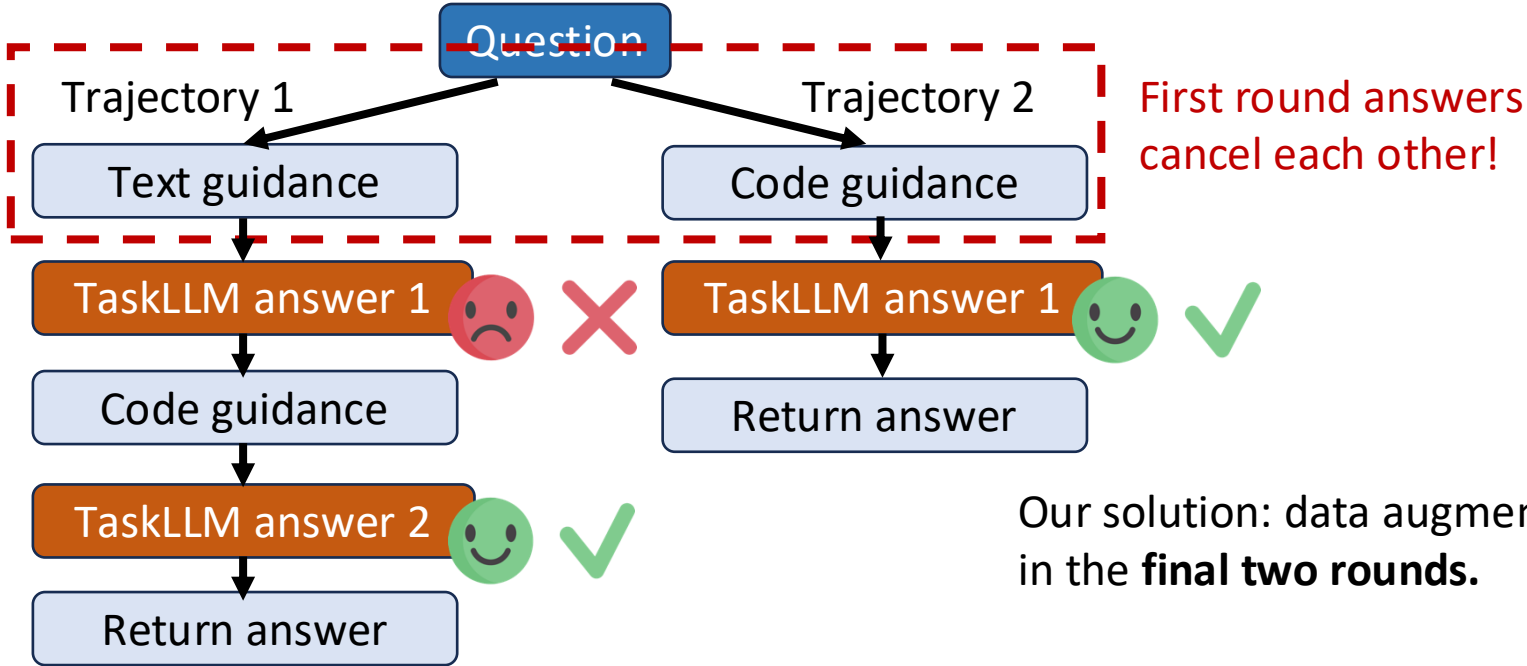 Question
Trajectory 1
Trajectory 2
First round answers
cancel each other!
Text guidance
Code guidance
TaskLLM answer 1
TaskLLM answer 1
Code guidance
Return answer
TaskLLM answer 2
Our solution: data
in the final two rounds.
Return answer